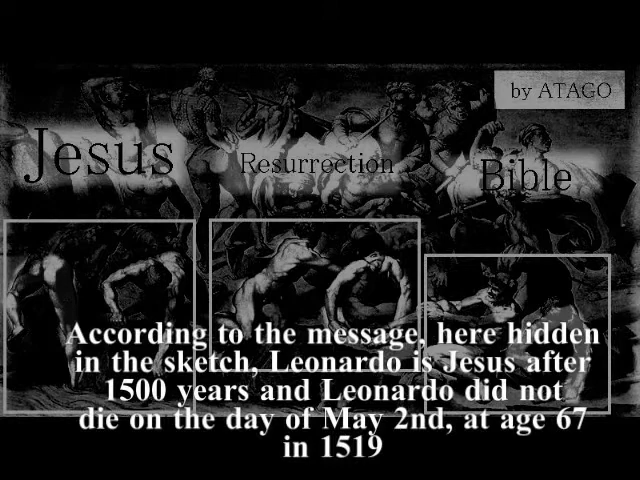 by ATAGO
Jesus
Resurrection
Bible
According to the message, here hidden
in the sketch, Leonardo is Jesus after
1500 years and Leonardo did not
die on the day of May 2nd, at age 67
in 1519